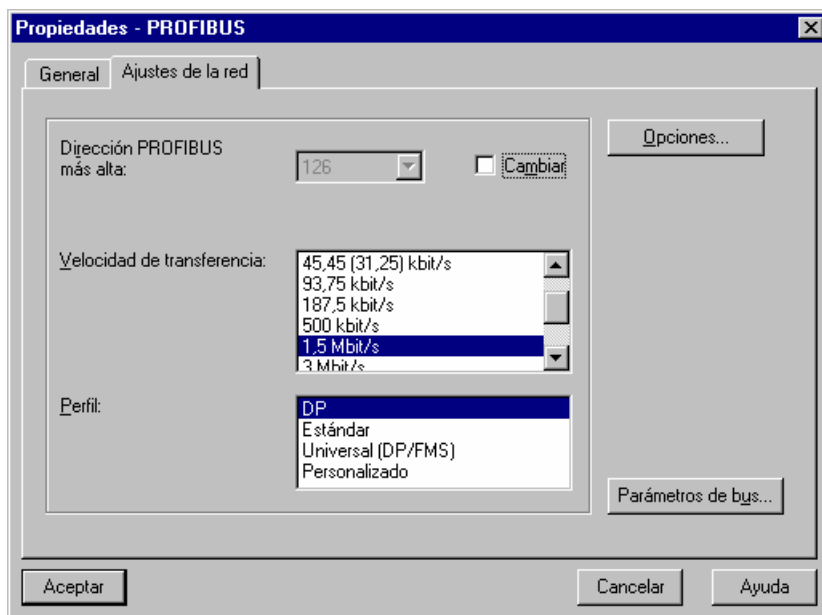 Propiedades - PROFIBUS
General
Ajustes de la red
Dirección PROFIBUS
más alta:
126
Cambiar
Opciones...
Velocidad de transferencia:
45,45 (31,25) kbit/s
93,75 kbit/s
187,5 kbit/s
500 kbit/s
1,5 Mbit/s
3 Mbit/s
Perfil:
DP
Estándar
Universal (DP/FMS)
Personalizado
Parámetros de bus...
Aceptar
Cancelar
Ayuda